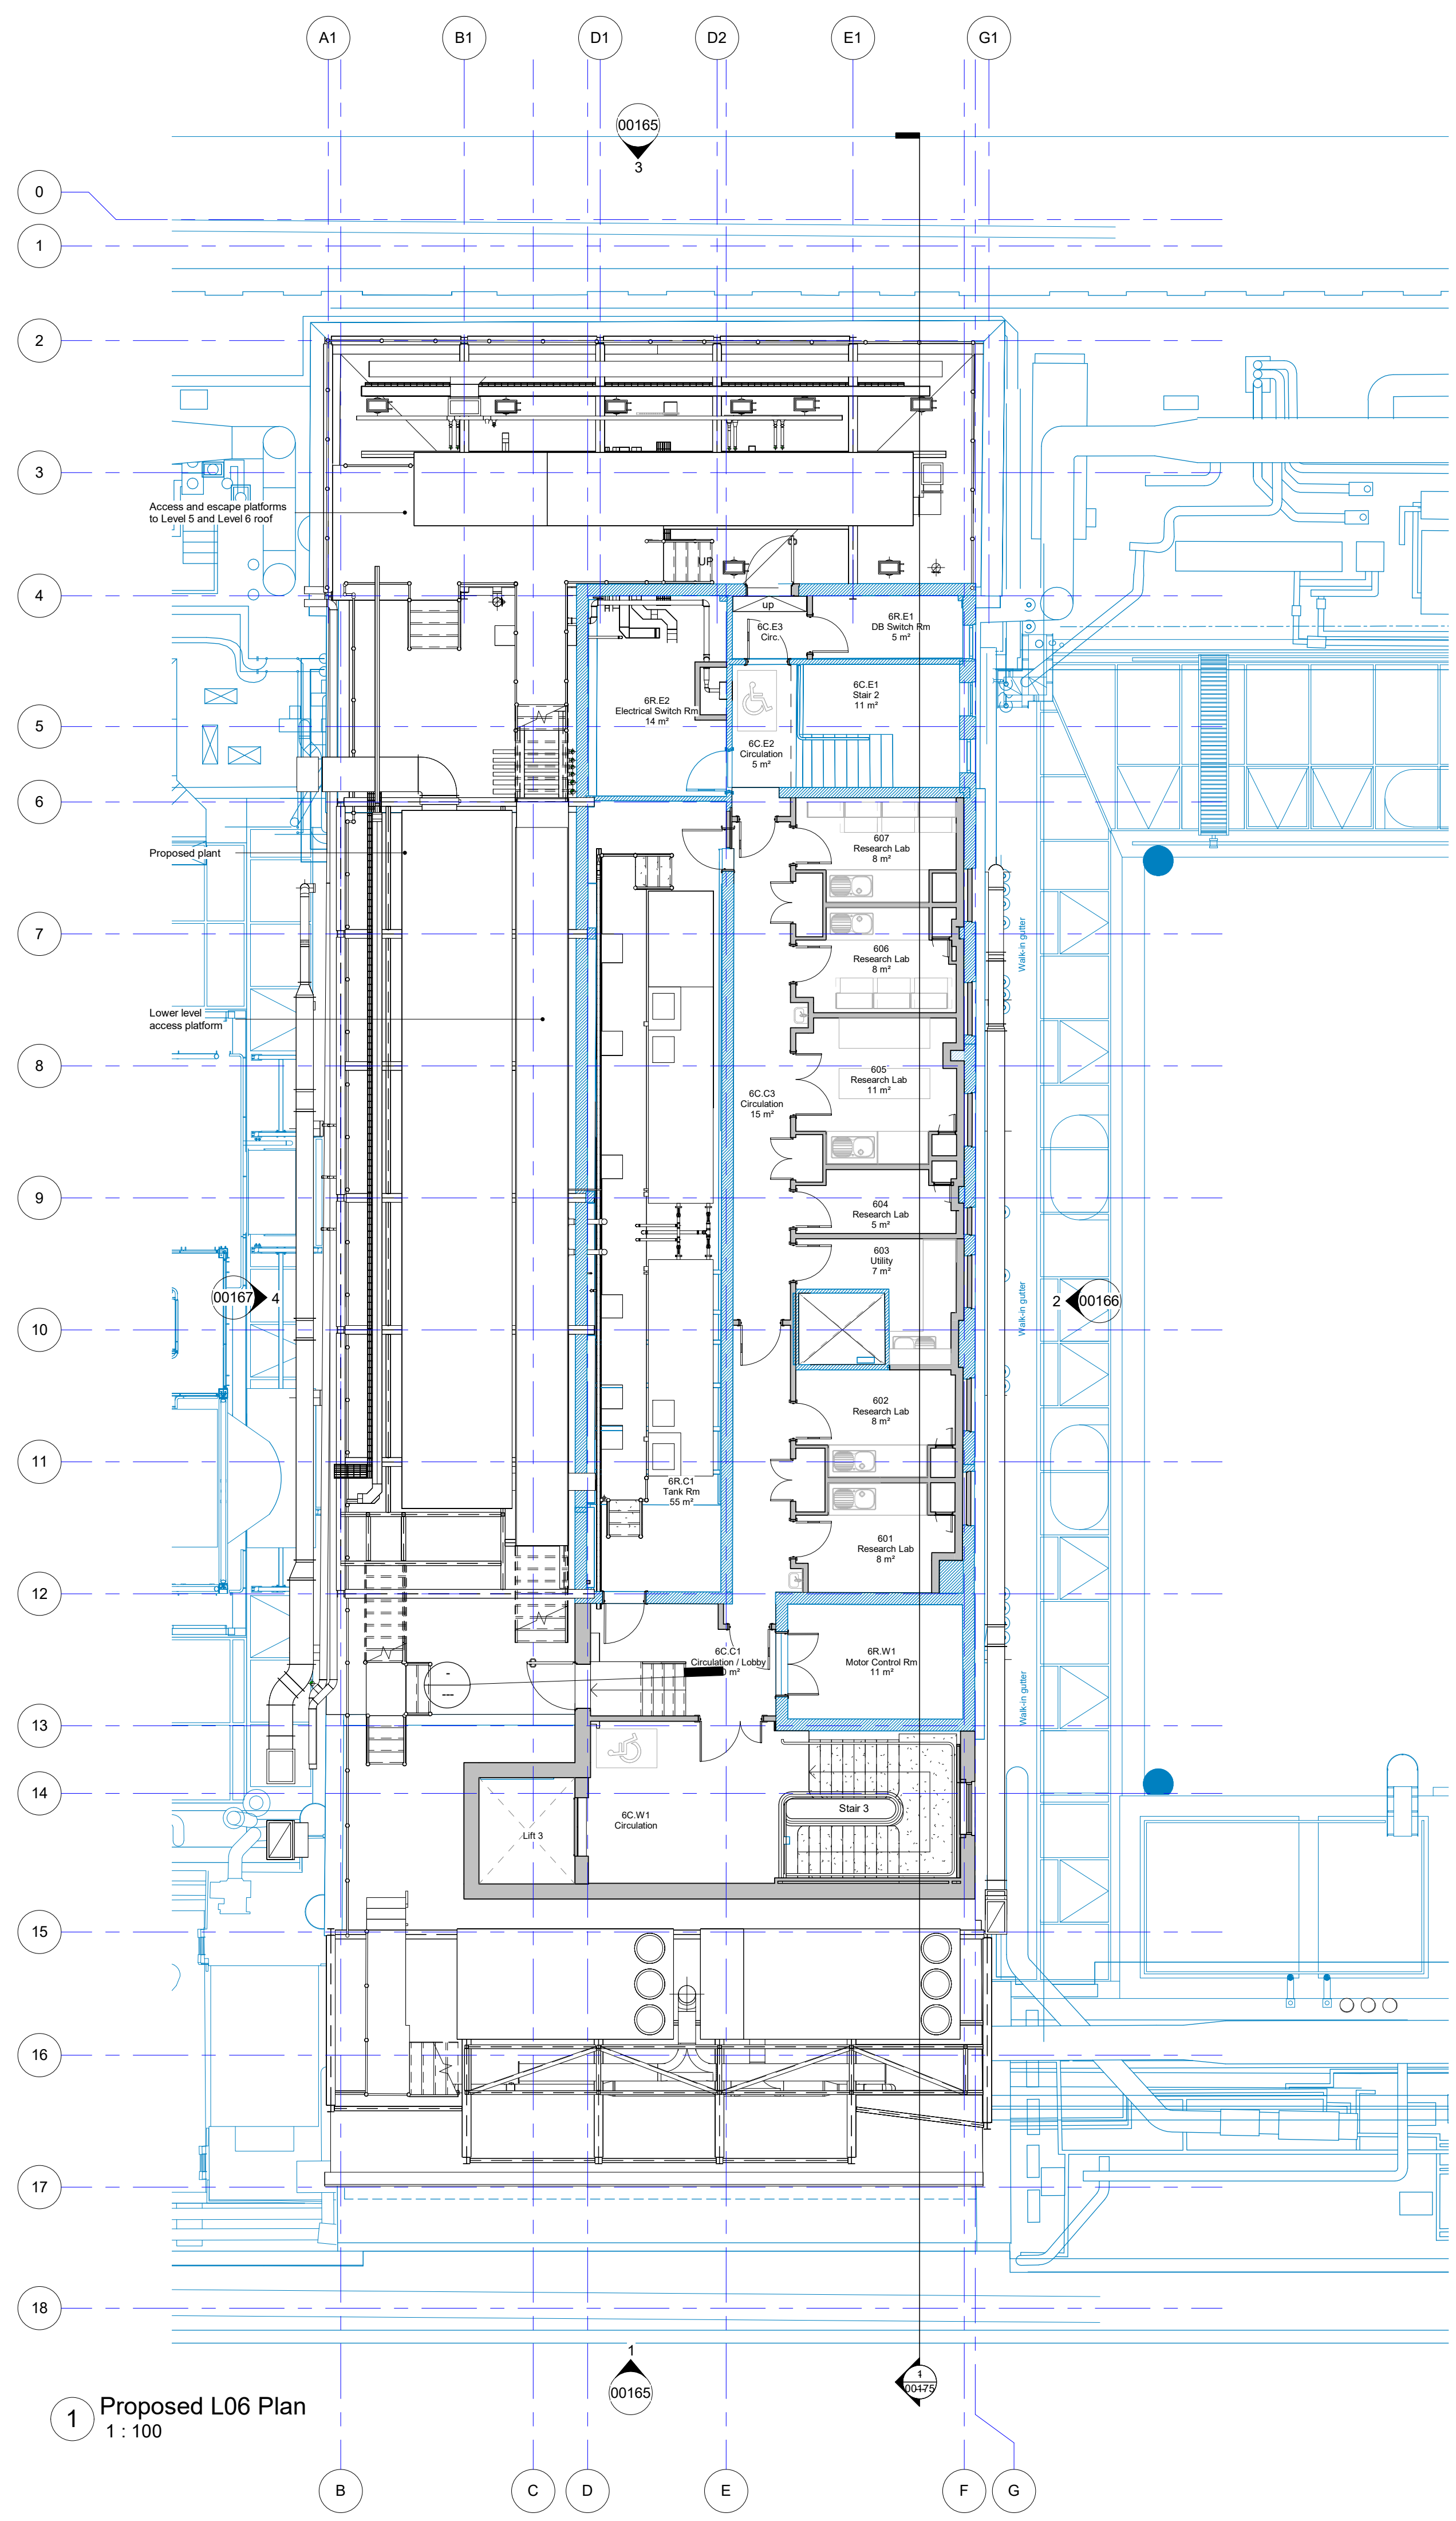 A1
B1
D1
D2
E1
G1
00165
3
0
1
2
3
Access and escape platforms
to Level 5 and Level 6 roof
UP
4
up
6C.E3
Circ.
6R.E1
DB Switch Rm
5 m²
6R.E2
Electrical Switch Rm
14 m²
6C.E1
Stair 2
11 m²
5
6C.E2
Circulation
5 m²
6
Proposed plant
607
Research Lab
8 m²
7
606
Research Lab
8 m²
Walk-in gutter
Lower level
access platform
8
605
Research Lab
11 m²
6C.C3
Circulation
15 m²
9
604
Research Lab
5 m²
603
Utility
7 m²
00167
4
2
00166
Walk-in gutter
10
602
Research Lab
8 m²
11
6R.C1
Tank Rm
55 m²
601
Research Lab
8 m²
12
6C.C1
Circulation / Lobby
m²
6R.W1
Motor Control Rm
11 m²
Walk-in gutter
-
---
13
14
Stair 3
6C.W1
Circulation
Lift 3
15
16
17
18
1
00165
1
00175
1
Proposed L06 Plan
1 : 100
B
C
D
E
F
G